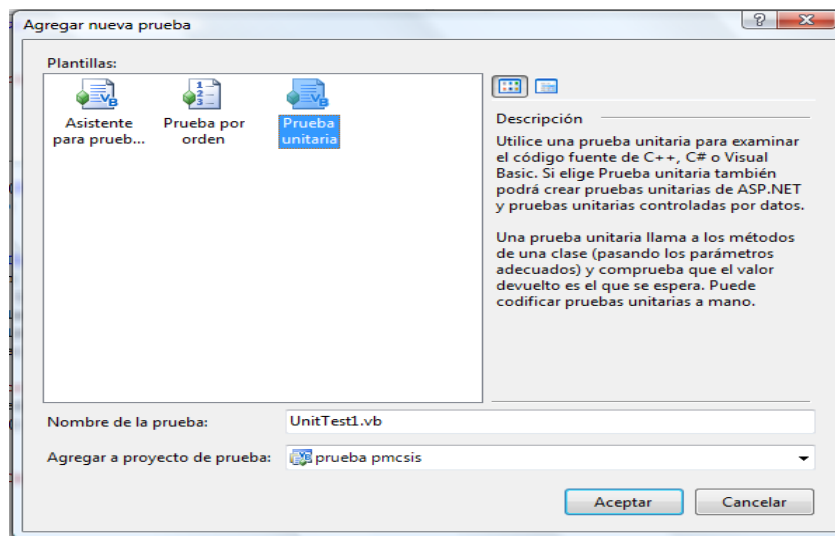 Agregar nueva prueba
Plantillas:
Asistente
para prueb...
Prueba por
orden
Prueba
unitaria
Descripción
Utilice una prueba unitaria para examinar
el código fuente de C++, C# o Visual
Basic. Si elige Prueba unitaria también
podrá crear pruebas unitarias de ASP.NET
y pruebas unitarias controladas por datos.
Una prueba unitaria llama a los métodos
de una clase (pasando los parámetros
adecuados) y comprueba que el valor
devuelto es el que se espera. Puede
codificar pruebas unitarias a mano.
Nombre de la prueba:
UnitTest1.vb
Agregar a proyecto de prueba:
prueba pmcsis
Aceptar
Cancelar